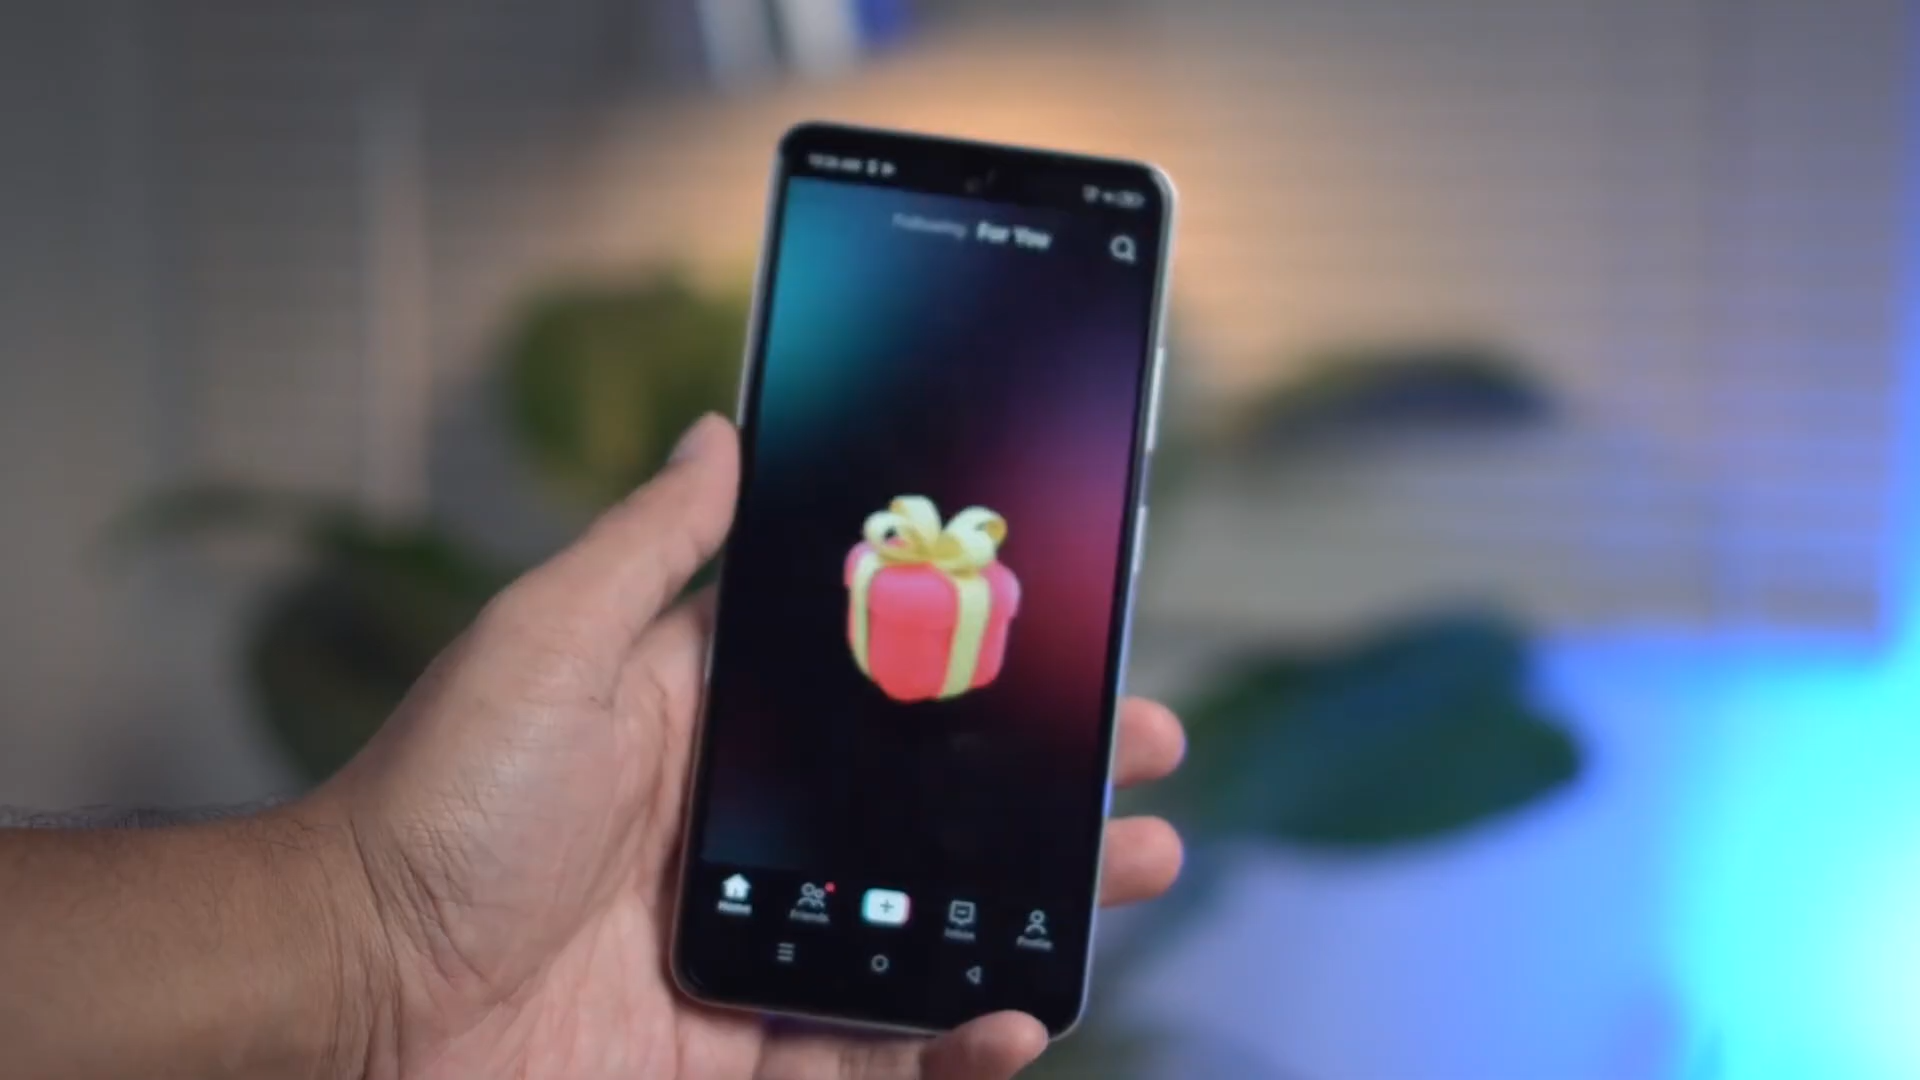 Following For You
Home
Friends
Inbox
Profile